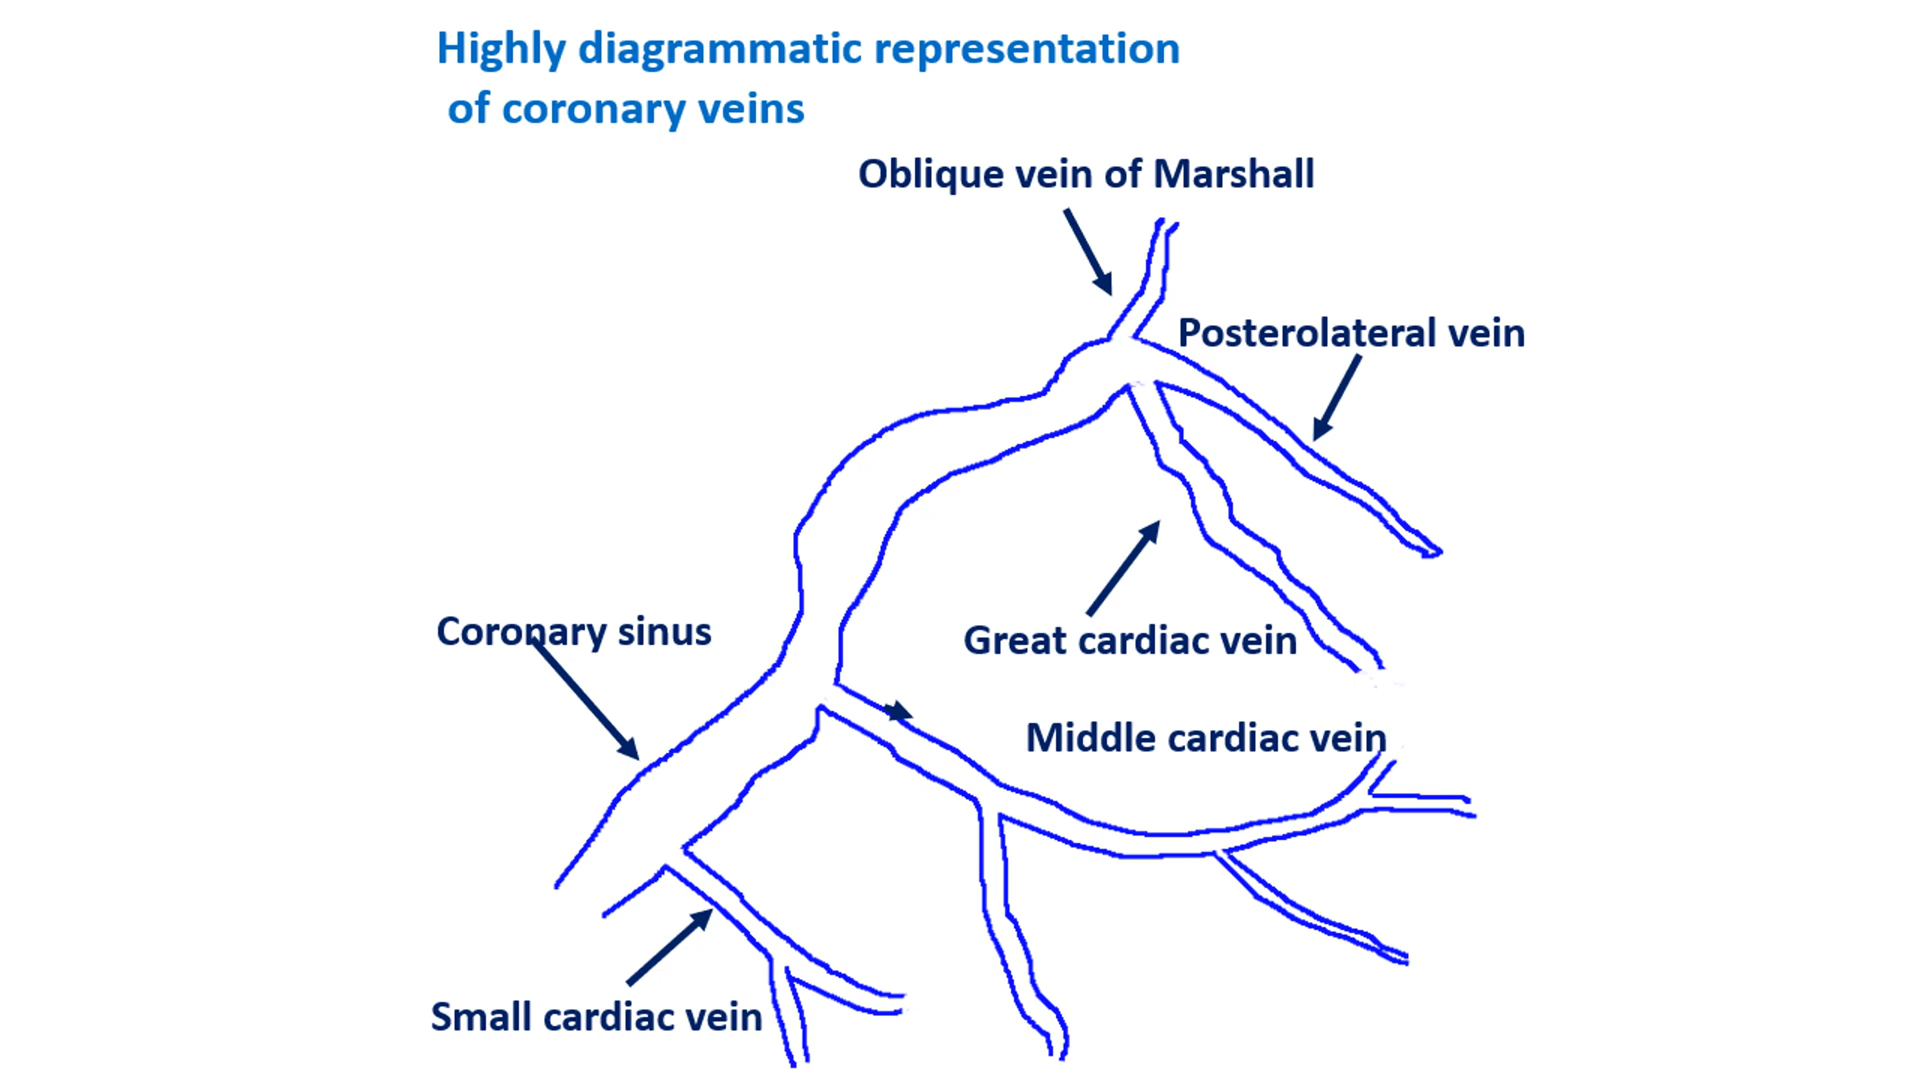 Highly diagrammatic representation
of coronary veins
Oblique vein of Marshall
Posterolateral vein
Coronary sinus
Great cardiac vein
Middle cardiac vein
Small cardiac vein